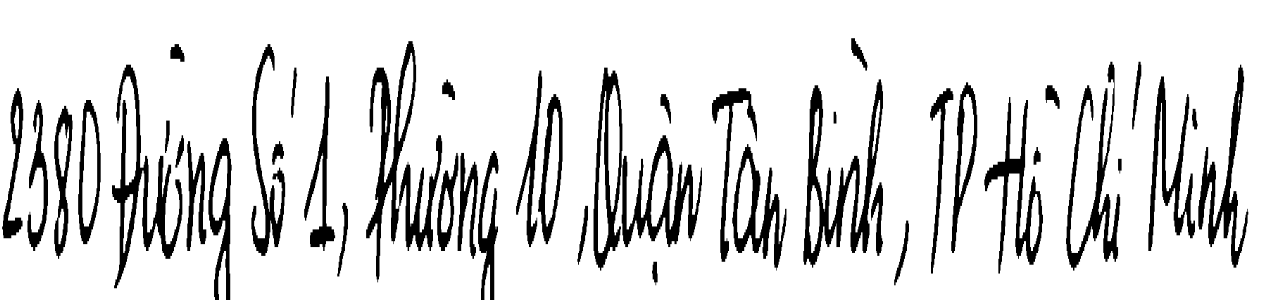 2380 Đường Số 1, Phường 10, Quận Tân Bình, TP Hồ Chí Minh